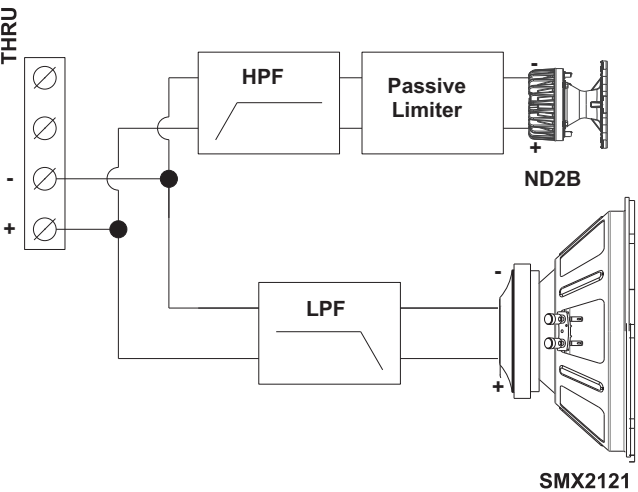 THRU
HPF
Passive
Limiter
-
+
ND2B
-
+
LPF
-
+
SMX2121